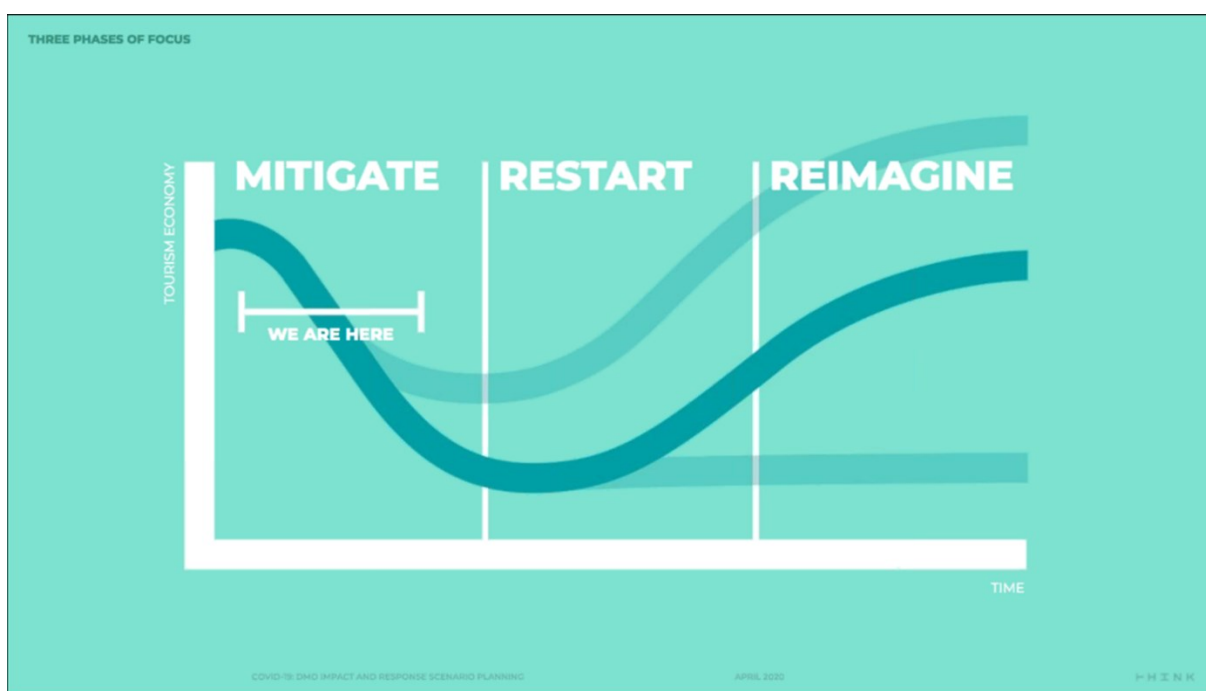 THREE PHASES OF FOCUS
TOURISM ECONOMY
MITIGATE
RESTART
REIMAGINE
WE ARE HERE
TIME
COVID-19: DMO IMPACT AND RESPONSE SCENARIO PLANNING
APRIL 2020
THINK